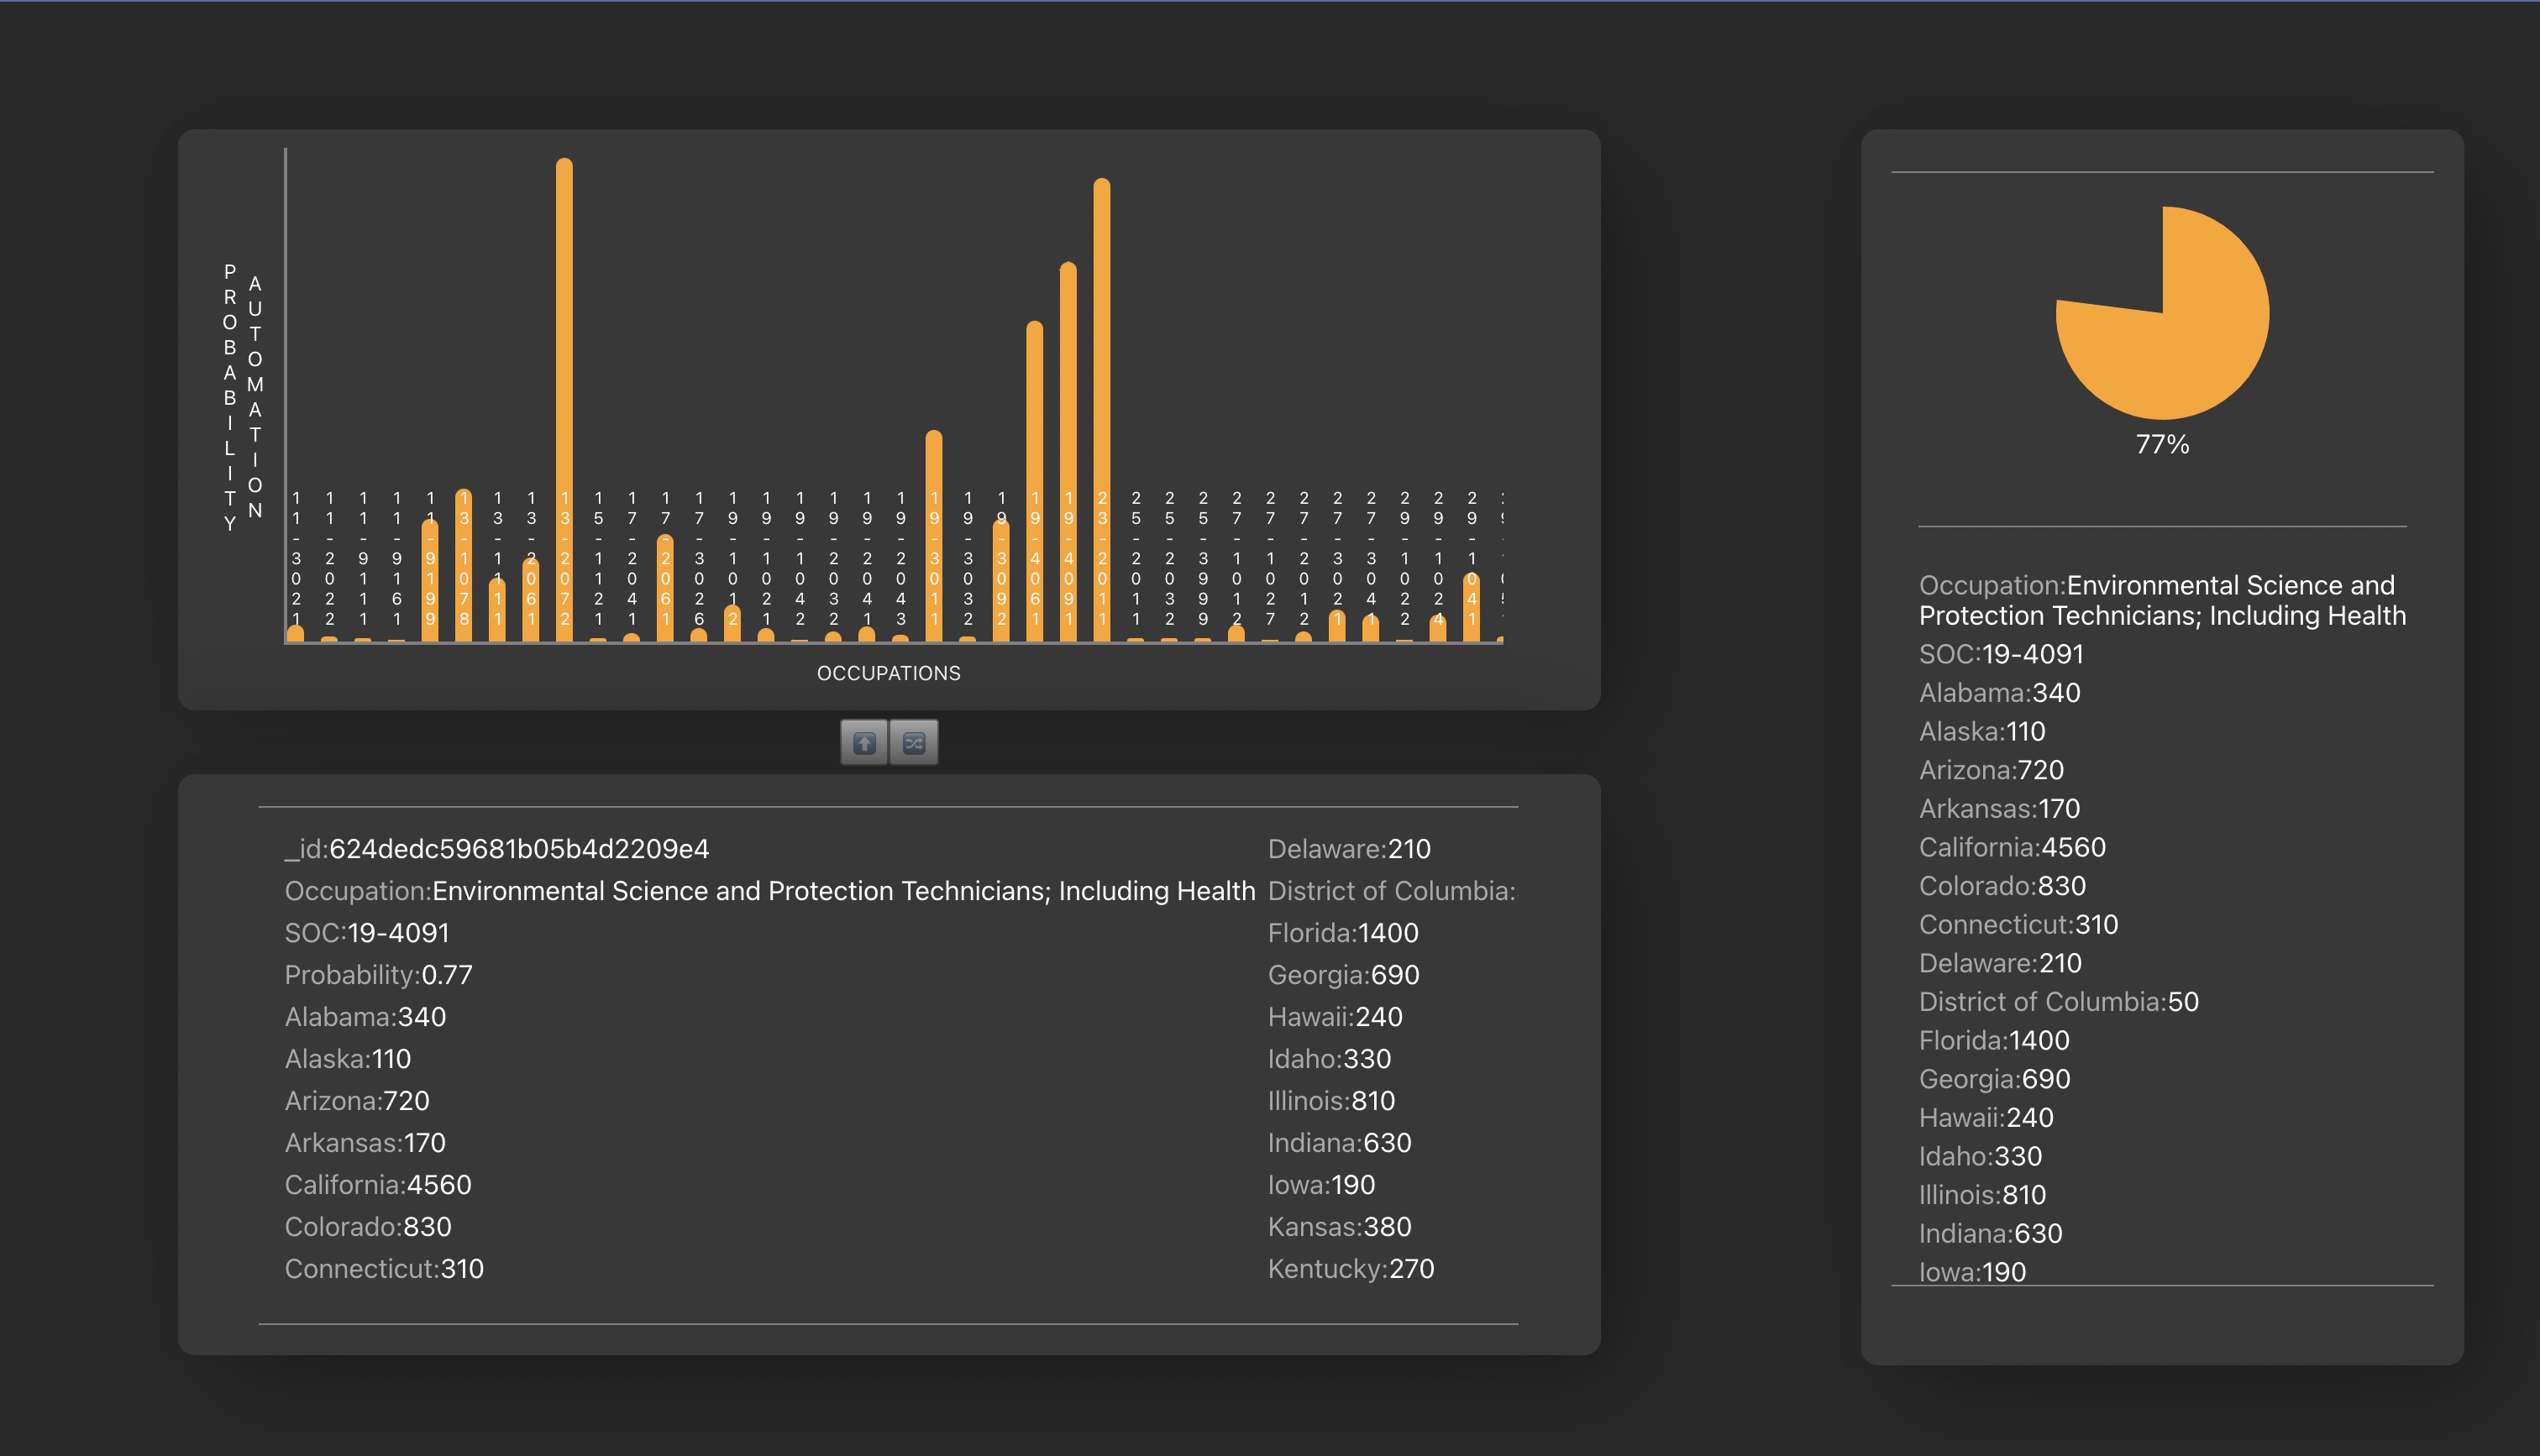 PROBABILITY
AUTOMATION
11-3021
11-2022
11-9111
11-9161
11-9199
13-1078
13-1111
13-2061
13-2072
15-1121
17-2041
17-2061
17-3026
19-1012
19-1021
19-1042
19-2032
19-2041
19-2043
19-3011
19-3032
19-3092
19-4061
19-4091
23-2011
25-2011
25-2032
25-3999
27-1012
27-1027
27-2012
27-3021
27-3041
29-1022
29-1024
29-1041
OCCUPATIONS
_id:624dedc59681b05b4d2209e4
Occupation:Environmental Science and Protection Technicians; Including Health
SOC:19-4091
Probability:0.77
Alabama:340
Alaska:110
Arizona:720
Arkansas:170
California:4560
Colorado:830
Connecticut:310
Delaware:210
District of Columbia:
Florida:1400
Georgia:690
Hawaii:240
Idaho:330
Illinois:810
Indiana:630
Iowa:190
Kansas:380
Kentucky:270
77%
Occupation:Environmental Science and
Protection Technicians; Including Health
SOC:19-4091
Alabama:340
Alaska:110
Arizona:720
Arkansas:170
California:4560
Colorado:830
Connecticut:310
Delaware:210
District of Columbia:50
Florida:1400
Georgia:690
Hawaii:240
Idaho:330
Illinois:810
Indiana:630
Iowa:190